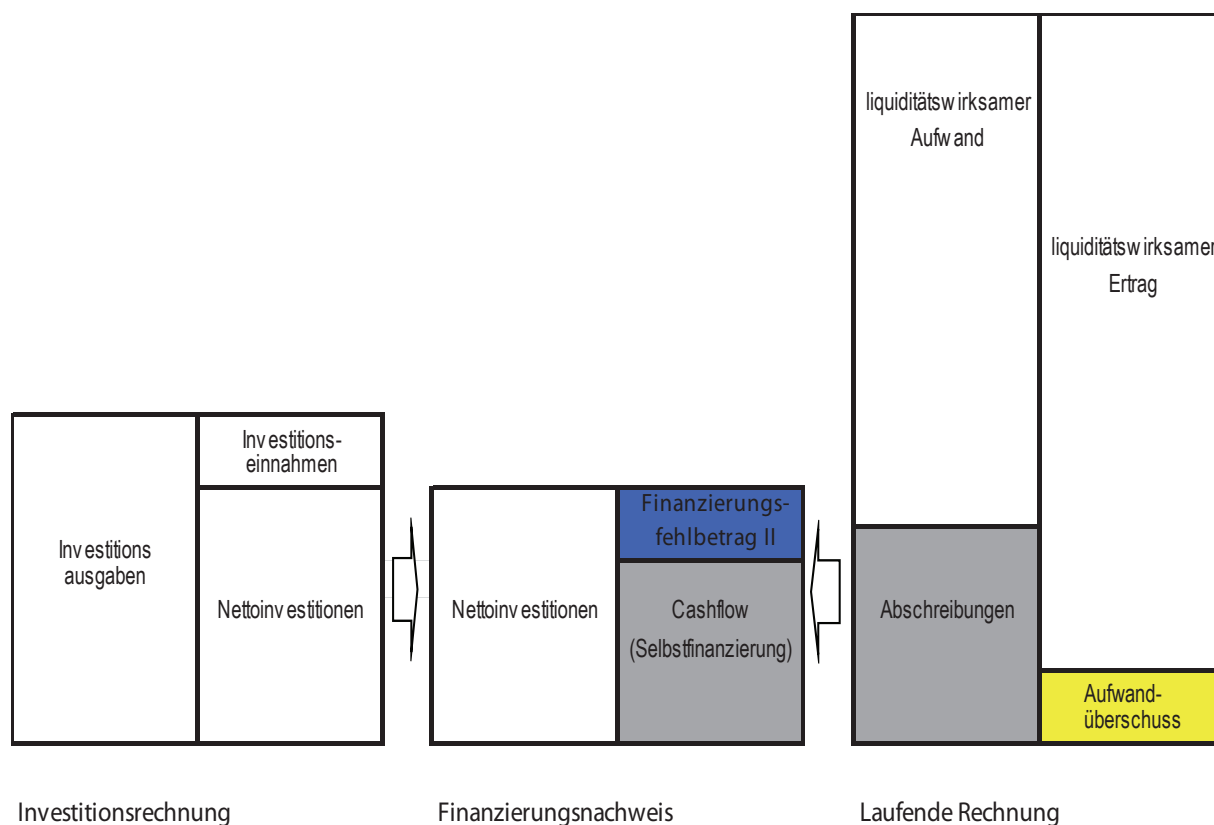 liquiditätswirksamer
Aufwand
liquiditätswirksamer
Ertrag
Investitions-
einnahmen
Investitions
ausgaben
Nettoinvestitionen
Finanzierungs-
fehlbetrag II
Nettoinvestitionen
Cashflow
(Selbstfinanzierung)
Abschreibungen
Aufwand-
überschuss
Investitionsrechnung
Finanzierungsnachweis
Laufende Rechnung